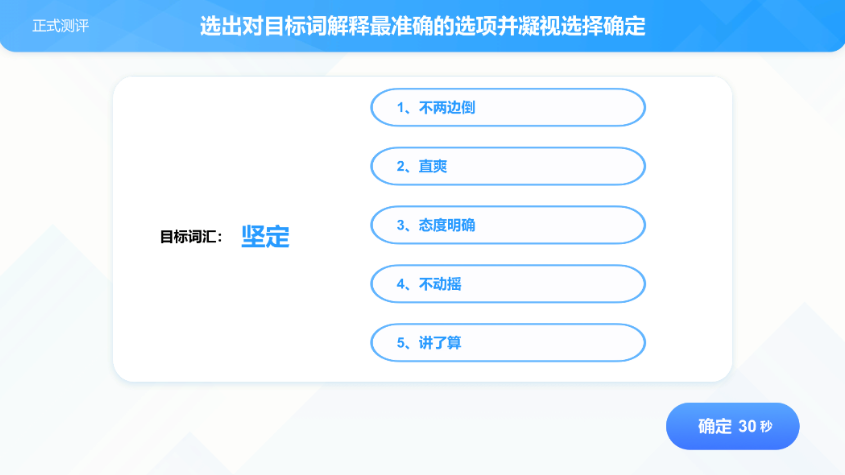 正式测评
选出对目标词解释最准确的选项并凝视选择确定
1、不两边倒
2、直爽
目标词汇： 坚定
3、态度明确
4、不动摇
5、讲了算
确定 30 秒